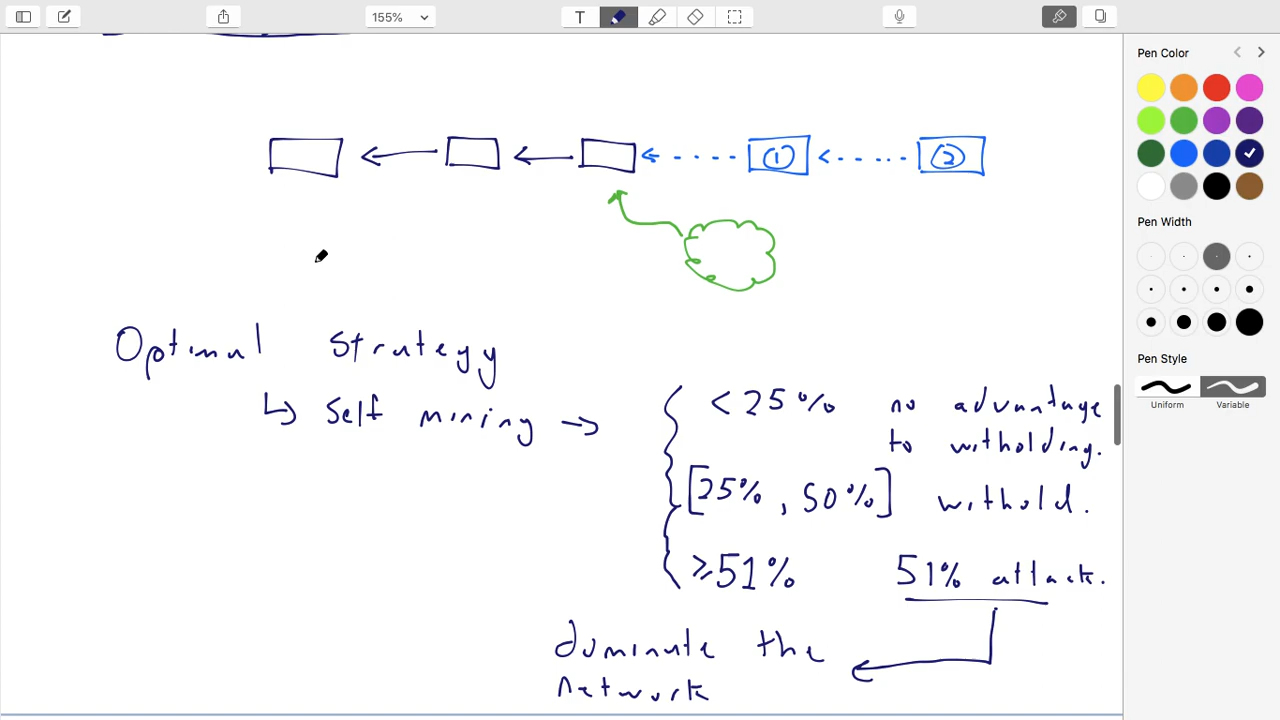 155%
T
Pen Color
① ②
Pen Width
Optimal strategy
↳ Self mining →
< 25% no advantage
to witholding.
[25%, 50%] withold.
Pen Style
Uniform Variable
≥51% 51% attack.
dominate the
network